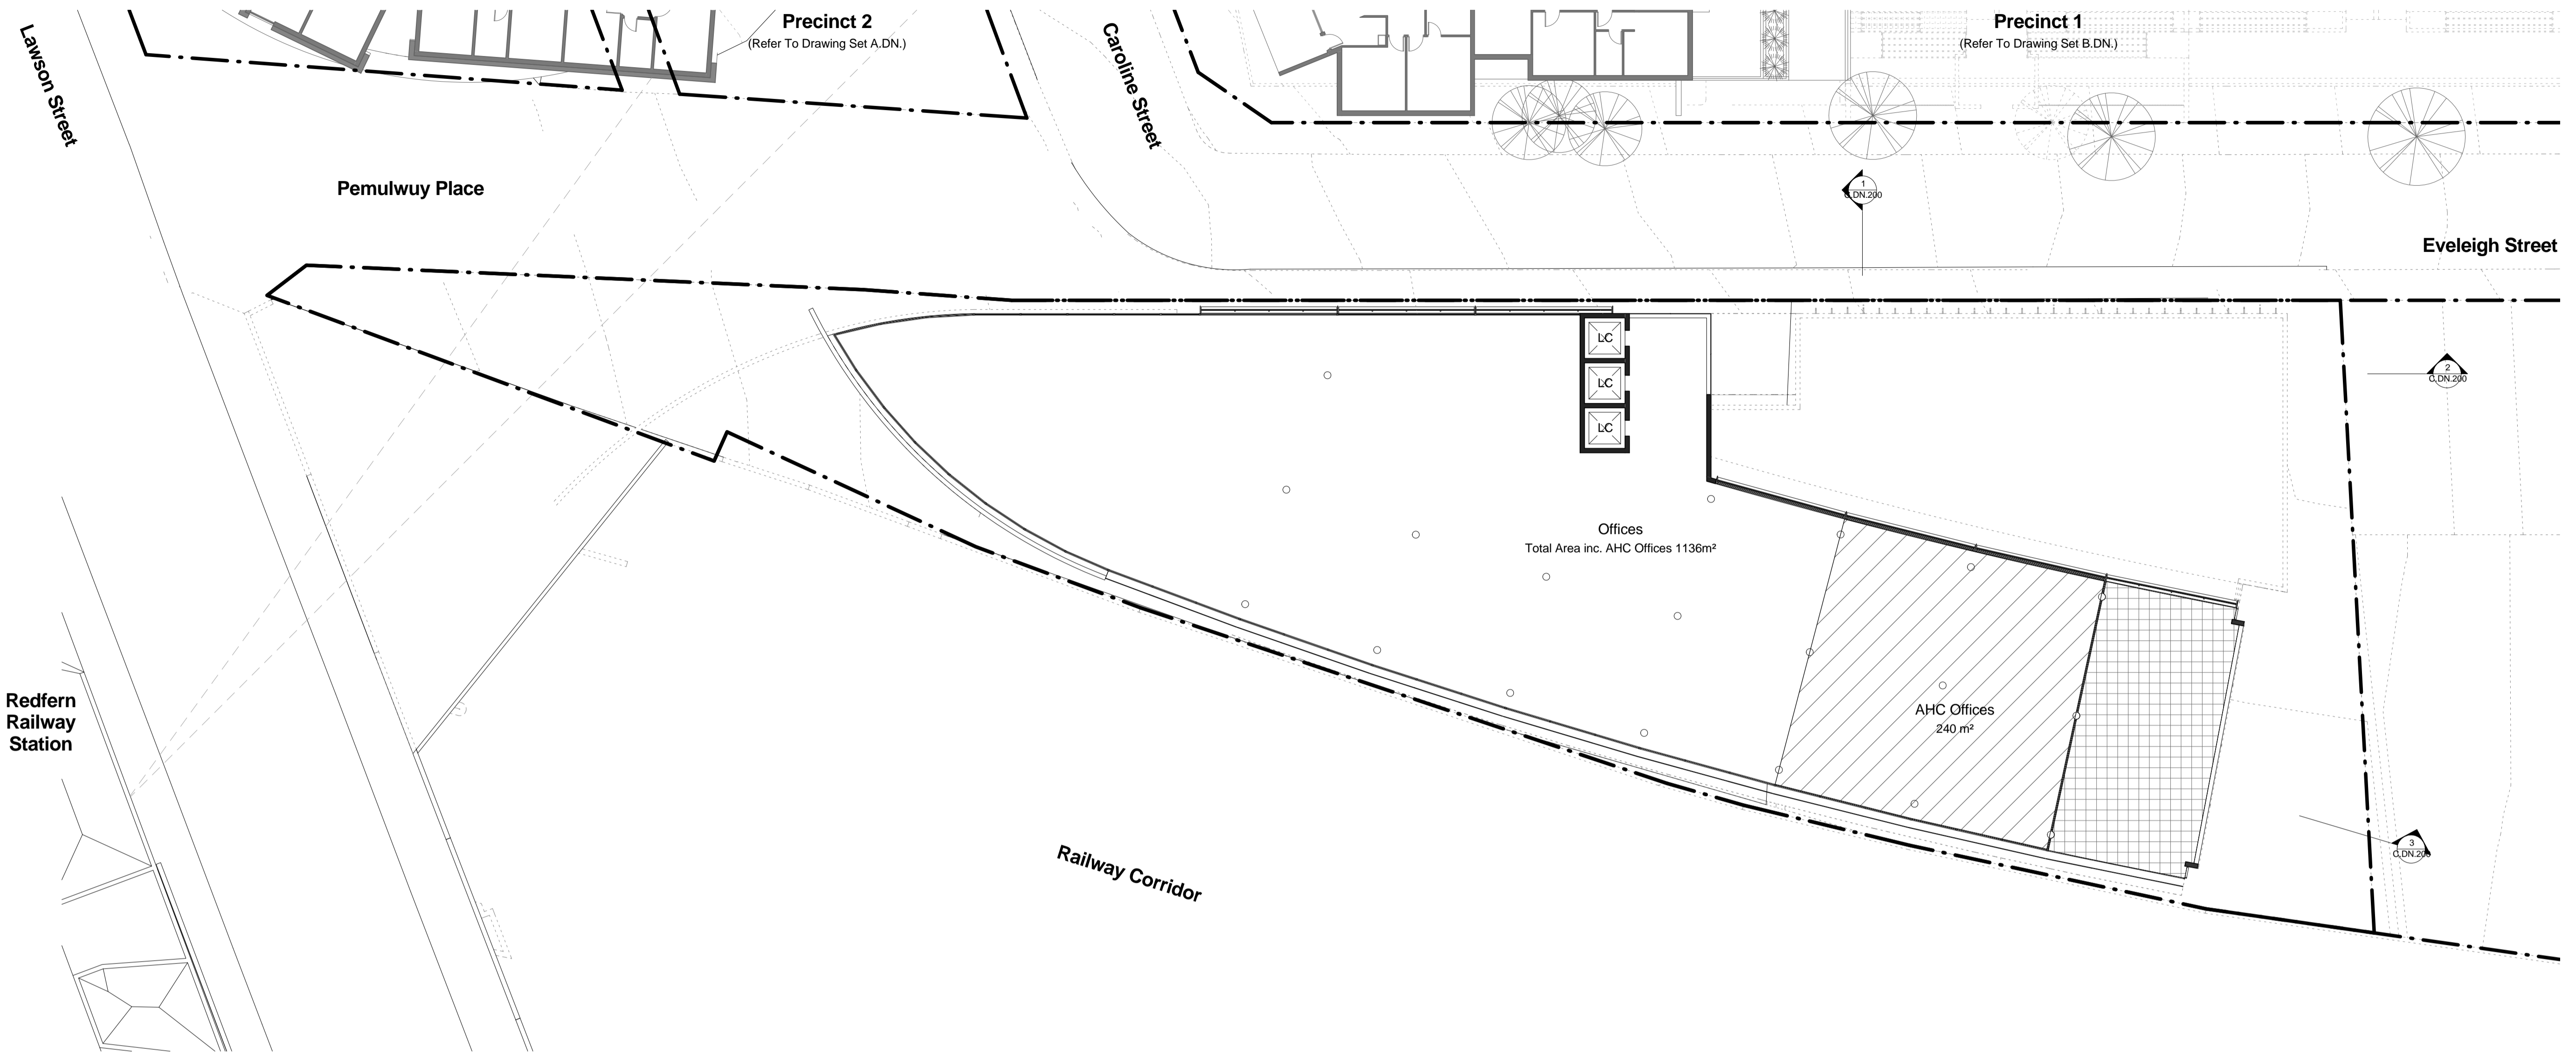 Lawson Street
Precinct 2
(Refer To Drawing Set A.DN.)
Caroline Street
Precinct 1
(Refer To Drawing Set B.DN.)
Pemulwuy Place
1
C.DN.200
Eveleigh Street
LC
LC
LC
2
C.DN.200
Offices
Total Area inc. AHC Offices 1136m²
AHC Offices
240 m²
Redfern
Railway
Station
3
C.DN.200
Railway Corridor